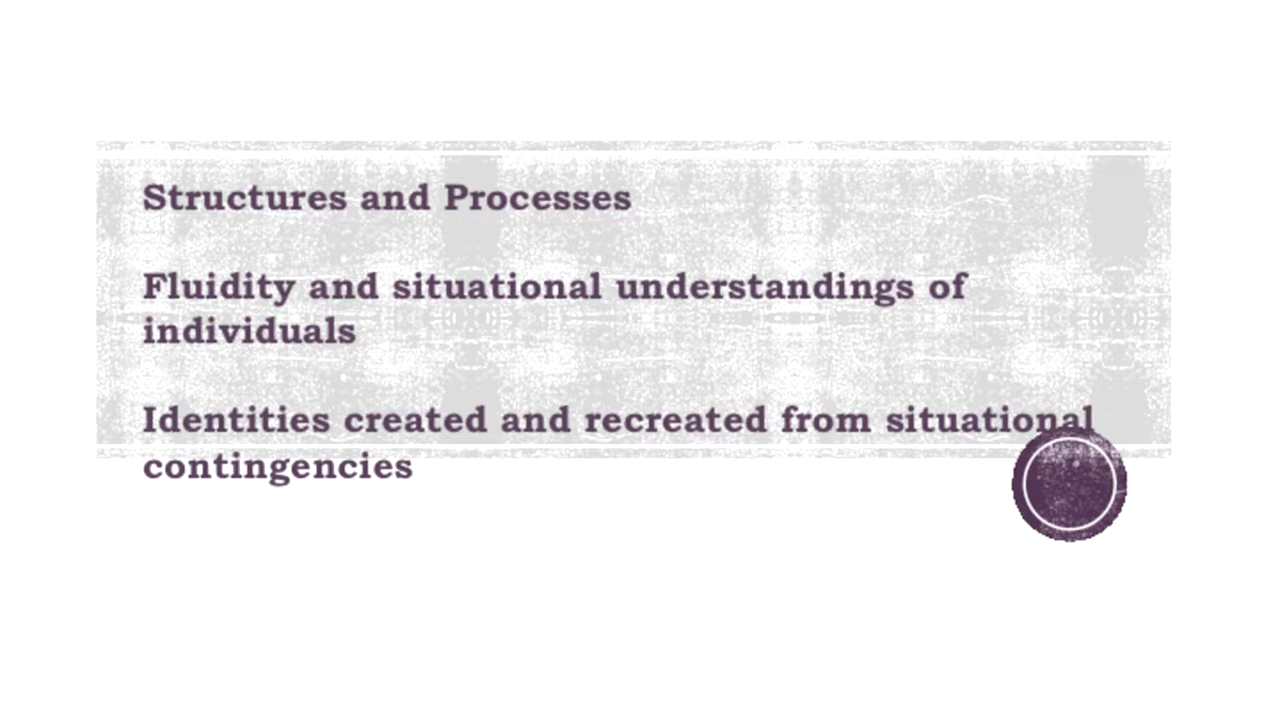 Structures and Processes
Fluidity and situational understandings of
individuals
Identities created and recreated from situational
contingencies